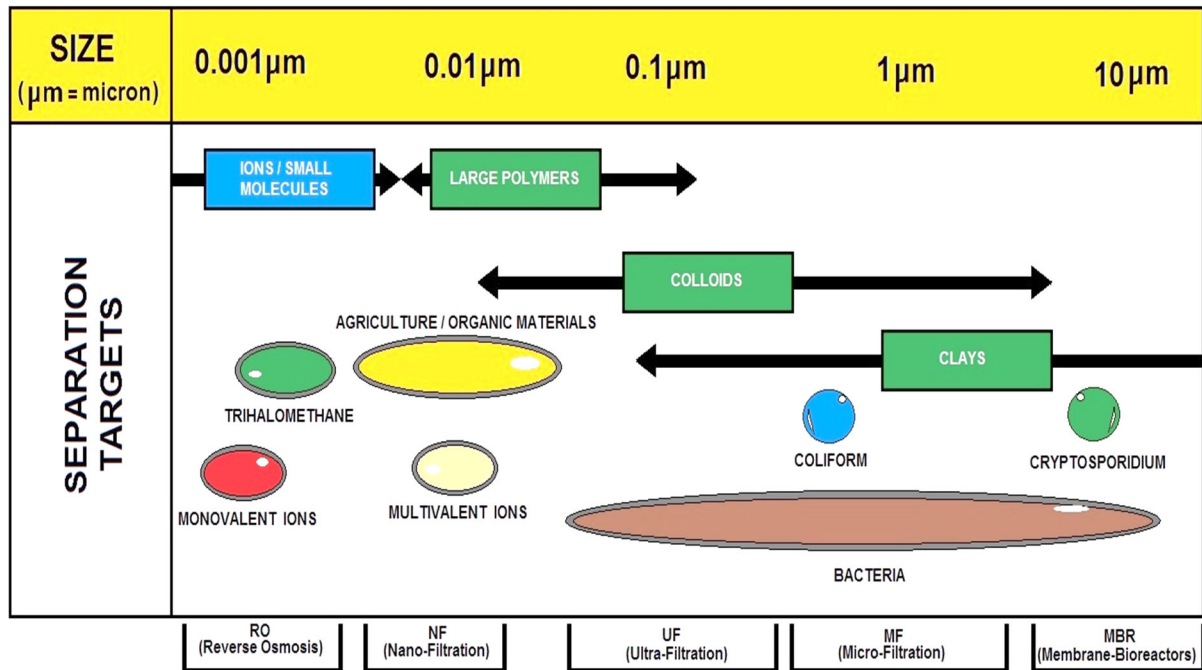 SIZE
(µm = micron)
0.001µm
0.01µm
0.1µm
1µm
10µm
SEPARATION
TARGETS
IONS / SMALL
MOLECULES
LARGE POLYMERS
COLLOIDS
AGRICULTURE / ORGANIC MATERIALS
CLAYS
TRIHALOMETHANE
COLIFORM
CRYPTOSPORIDIUM
MONOVALENT IONS
MULTIVALENT IONS
BACTERIA
RO
(Reverse Osmosis)
NF
(Nano-Filtration)
UF
(Ultra-Filtration)
MF
(Micro-Filtration)
MBR
(Membrane-Bioreactors)